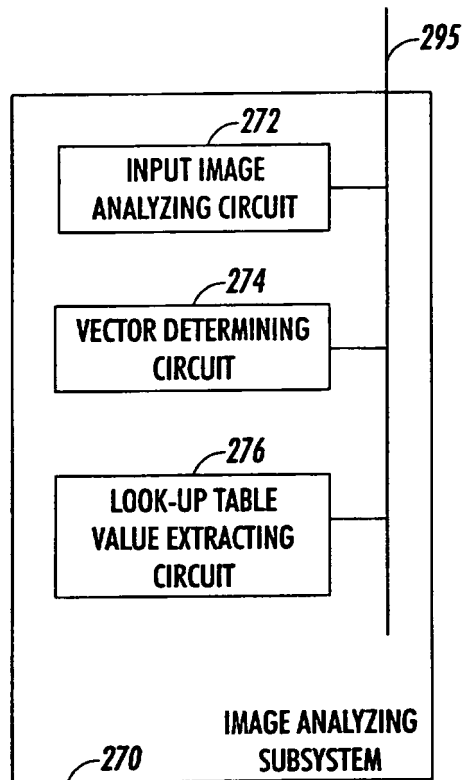 295
272
INPUT IMAGE
ANALYZING CIRCUIT
274
VECTOR DETERMINING
CIRCUIT
276
LOOK-UP TABLE
VALUE EXTRACTING
CIRCUIT
IMAGE ANALYZING
SUBSYSTEM
270